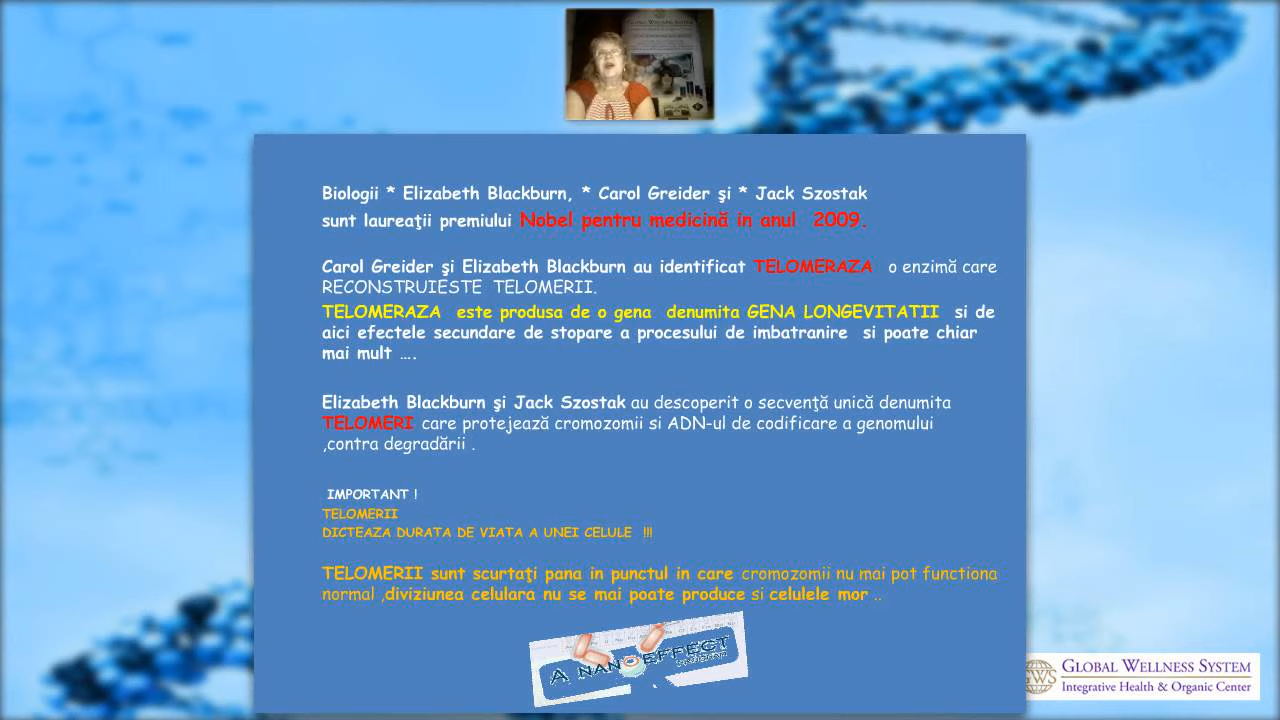 GLOBAL WELLNESS SYSTEM
Biologii * Elizabeth Blackburn, * Carol Greider şi * Jack Szostak
sunt laureaţii premiului Nobel pentru medicină in anul 2009.
Carol Greider şi Elizabeth Blackburn au identificat TELOMERAZA o enzimă care
RECONSTRUIESTE TELOMERII.
TELOMERAZA este produsa de o gena denumita GENA LONGEVITATII si de
aici efectele secundare de stopare a procesului de imbatranire si poate chiar
mai mult ....
Elizabeth Blackburn şi Jack Szostak au descoperit o secvenţă unică denumita
TELOMERI care protejează cromozomii si ADN-ul de codificare a genomului
,contra degradării .
IMPORTANT !
TELOMERII
DICTEAZA DURATA DE VIATA A UNEI CELULE !!!
TELOMERII sunt scurtaţi pana in punctul in care cromozomii nu mai pot functiona
normal ,diviziunea celulara nu se mai poate produce si celulele mor ..
A NANOEFFECT
GWS GLOBAL WELLNESS SYSTEM
Integrative Health & Organic Center